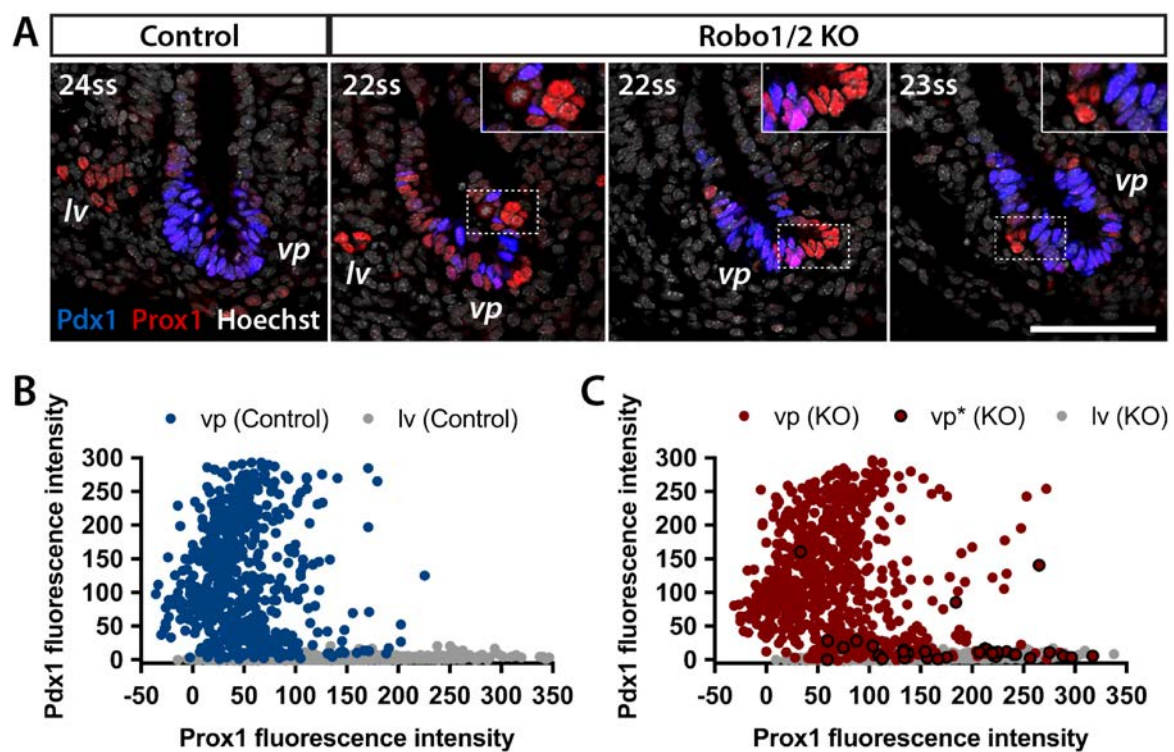 A
Control
Robo1/2 KO
24ss
22ss
22ss
23ss
lv
vp
lv
vp
vp
vp
Pdx1 Prox1 Hoechst
B
vp (Control) lv (Control)
Pdx1 fluorescence intensity
300
250
200
150
100
50
0
-50 0 50 100 150 200 250 300 350
Prox1 fluorescence intensity
C
vp (KO) vp* (KO) lv (KO)
Pdx1 fluorescence intensity
300
250
200
150
100
50
0
-50 0 50 100 150 200 250 300 350
Prox1 fluorescence intensity